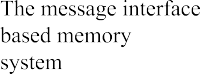 The message interface
based memory
system